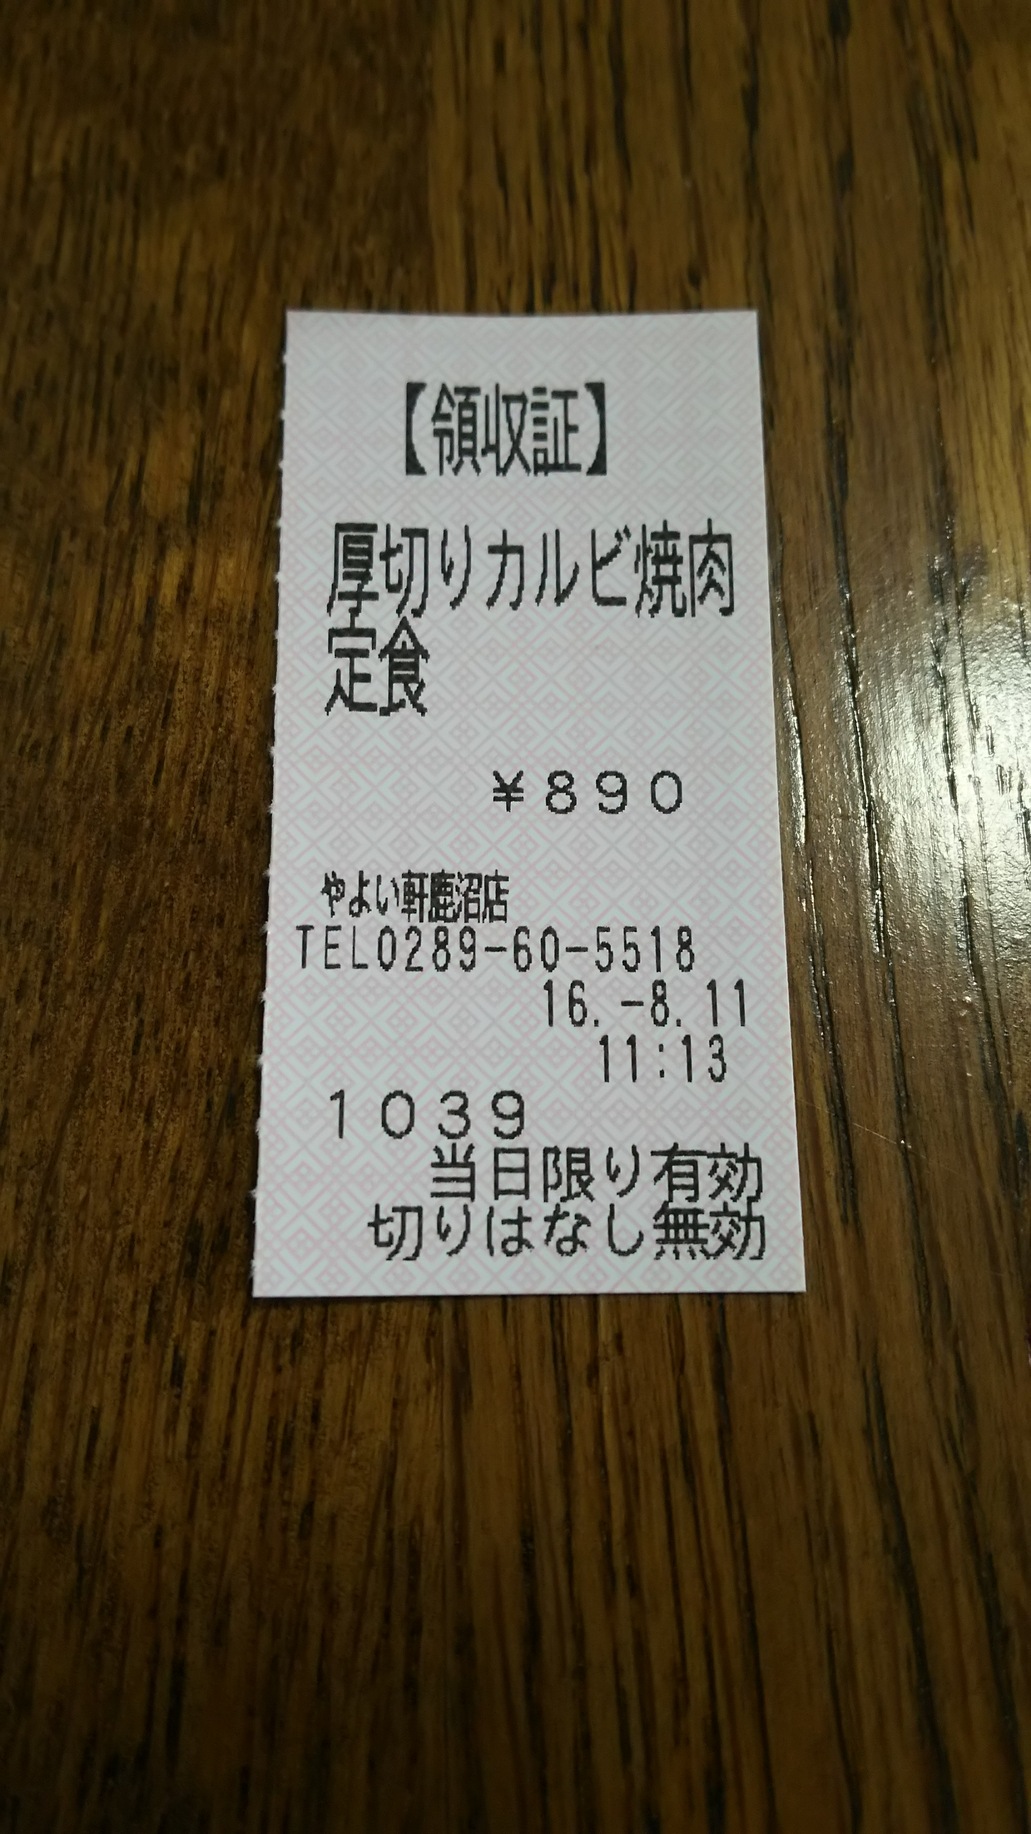 【領収証】
厚切りカルビ焼肉
定食
¥890
やよい軒鹿沼店
TEL0289-60-5518
16.-8.11
11:13
1039
当日限り有効
切りはなし無効